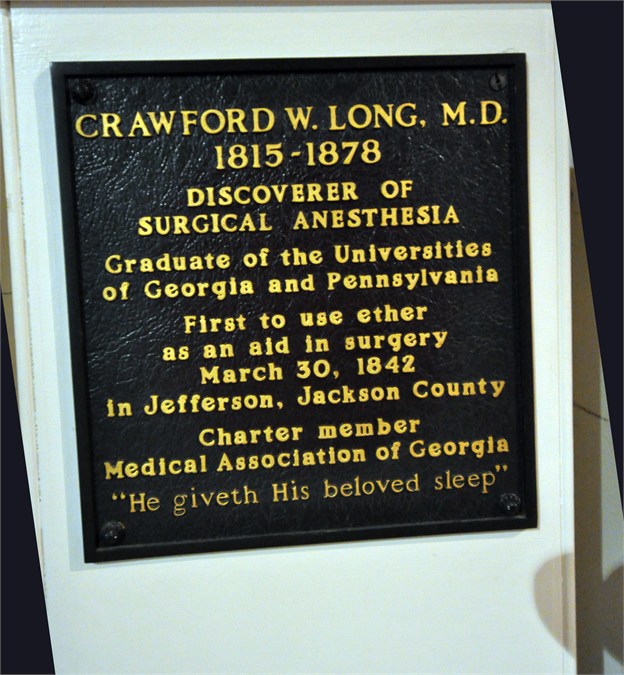 CRAWFORD W. LONG, M.D.
1815-1878
DISCOVERER OF
SURGICAL ANESTHESIA
Graduate of the Universities
of Georgia and Pennsylvania
First to use ether
as an aid in surgery
March 30, 1842
in Jefferson, Jackson County
Charter member
Medical Association of Georgia
"He giveth His beloved sleep"